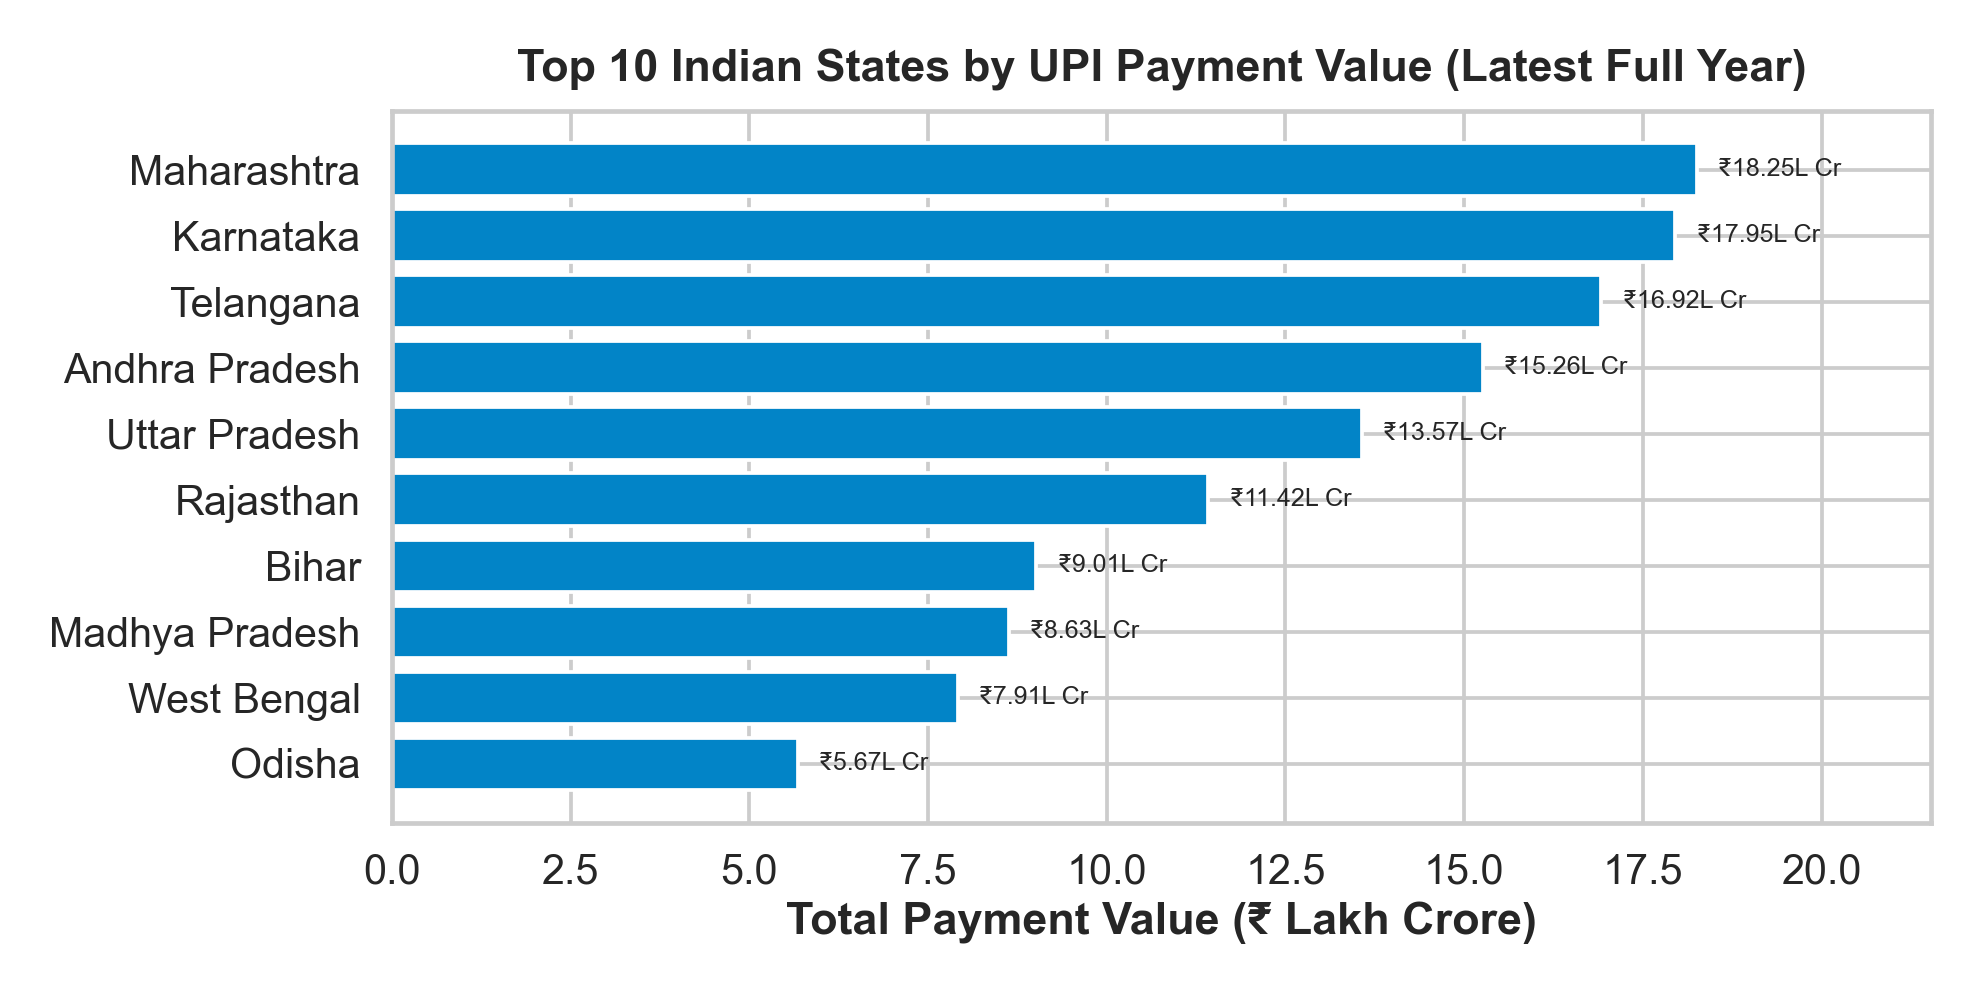 Top 10 Indian States by UPI Payment Value (Latest Full Year)
Maharashtra ₹18.25L Cr
Karnataka ₹17.95L Cr
Telangana ₹16.92L Cr
Andhra Pradesh ₹15.26L Cr
Uttar Pradesh ₹13.57L Cr
Rajasthan ₹11.42L Cr
Bihar ₹9.01L Cr
Madhya Pradesh ₹8.63L Cr
West Bengal ₹7.91L Cr
Odisha ₹5.67L Cr
0.0 2.5 5.0 7.5 10.0 12.5 15.0 17.5 20.0
Total Payment Value (₹ Lakh Crore)